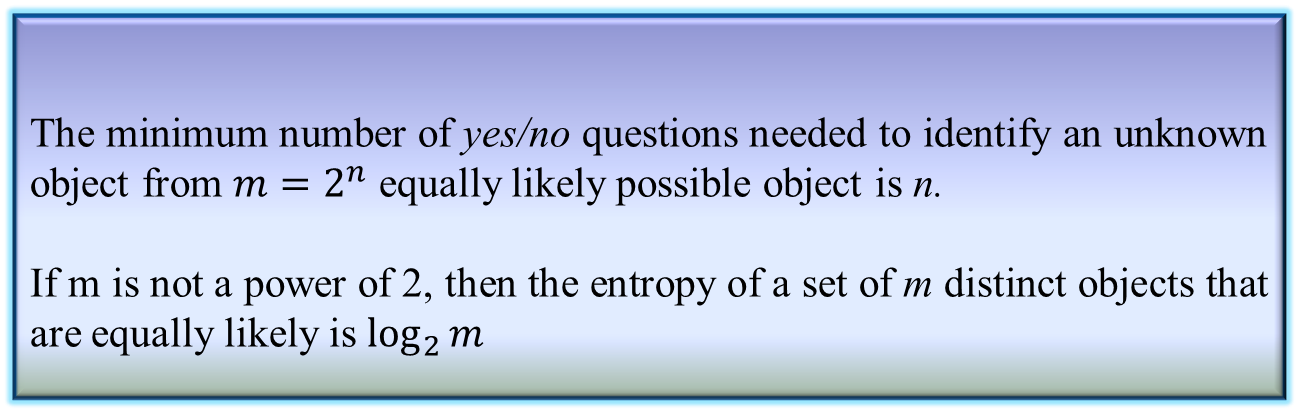 The minimum number of yes/no questions needed to identify an unknown
object from 𝑚 = 2ⁿ equally likely possible object is n.
If m is not a power of 2, then the entropy of a set of m distinct objects that
are equally likely is log₂ 𝑚